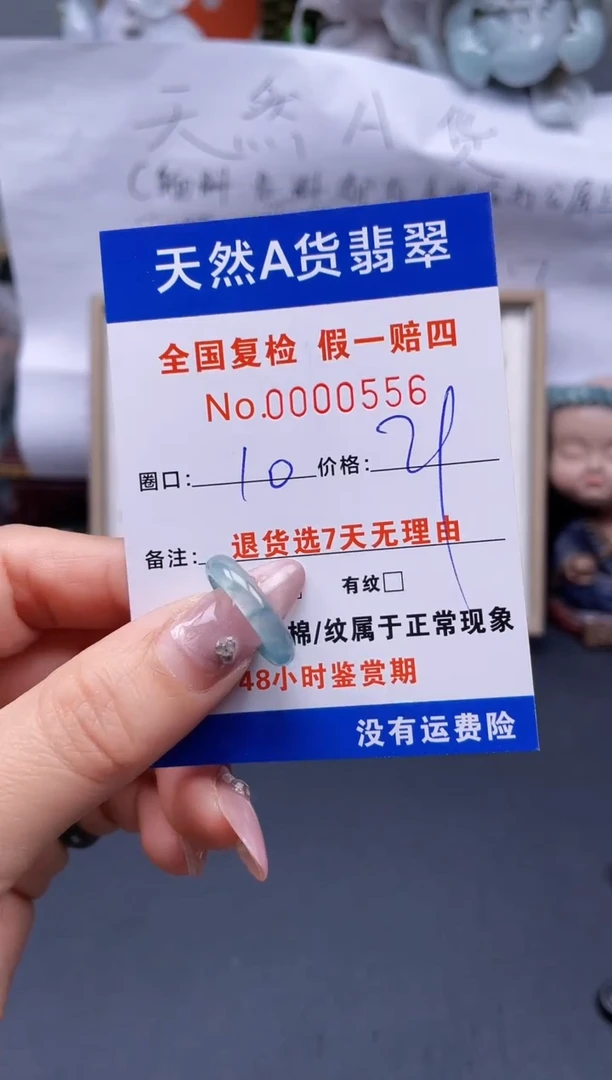 天然A货
天然A货翡翠
全国复检 假一赔四
No.0000556
圈口: 10 价格:
备注: 退货选7天无理由
有纹□
棉/纹属于正常现象
48小时鉴赏期
没有运费险